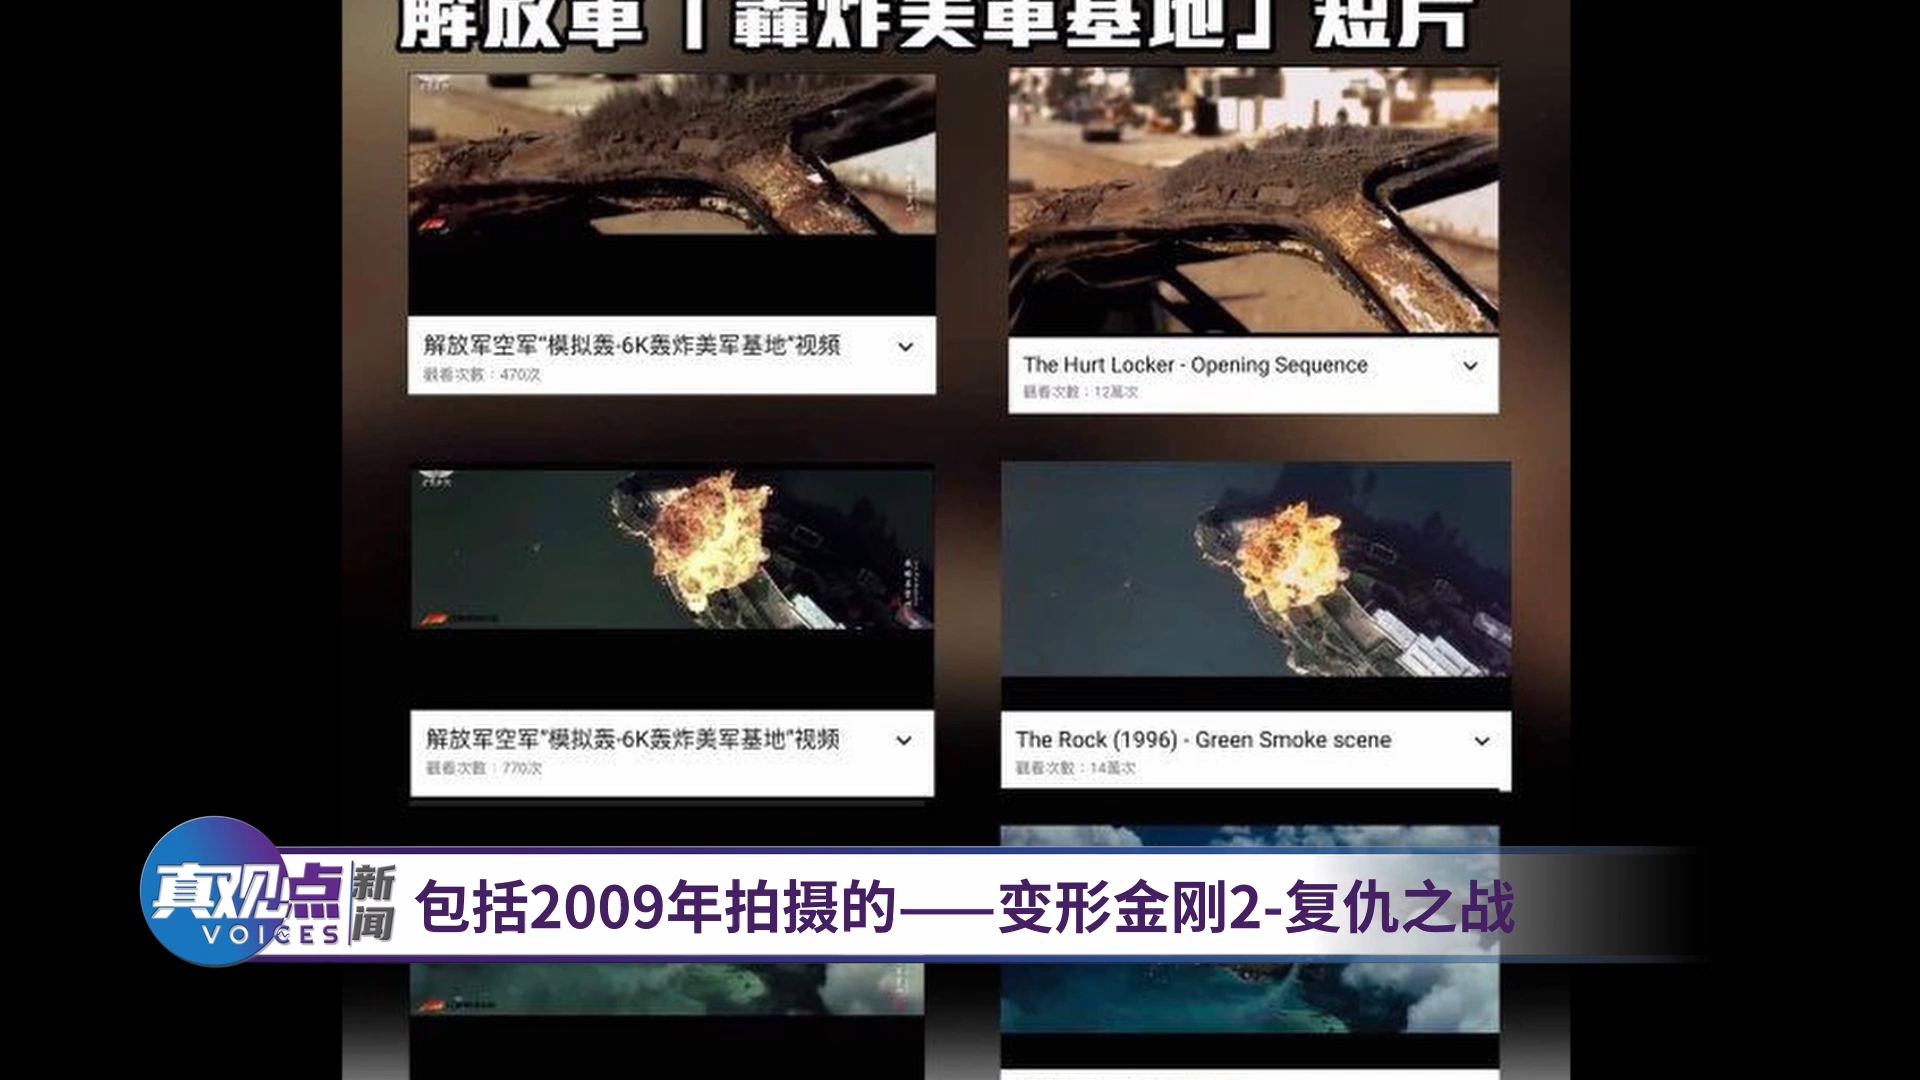 解放軍「轟炸美軍基地」短片
解放军空军“模拟轰-6K轰炸美军基地”视频
觀看次數：470次
The Hurt Locker - Opening Sequence
觀看次數：12萬次
解放军空军“模拟轰-6K轰炸美军基地”视频
觀看次數：770次
The Rock (1996) - Green Smoke scene
觀看次數：14萬次
真观点
VOICES
新闻
包括2009年拍摄的——变形金刚2-复仇之战